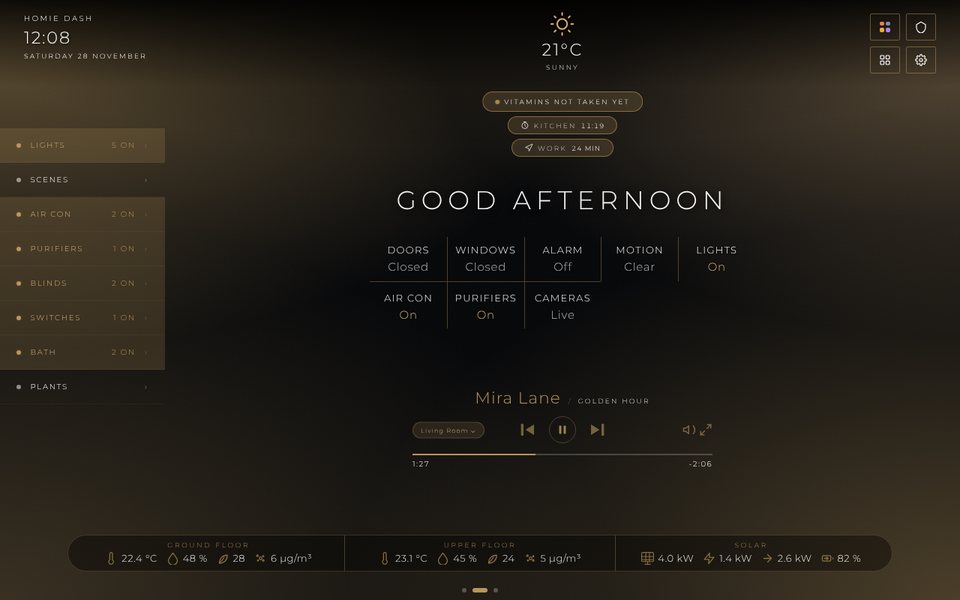 HOMIE DASH
12:08
SATURDAY 28 NOVEMBER
21°C
SUNNY
VITAMINS NOT TAKEN YET
KITCHEN 11:19
WORK 24 MIN
LIGHTS 5 ON
SCENES
AIR CON 2 ON
PURIFIERS 1 ON
BLINDS 2 ON
SWITCHES 1 ON
BATH 2 ON
PLANTS
GOOD AFTERNOON
DOORS WINDOWS ALARM MOTION LIGHTS
Closed Closed Off Clear On
AIR CON PURIFIERS CAMERAS
On On Live
Mira Lane / GOLDEN HOUR
Living Room
1:27 -2:06
GROUND FLOOR UPPER FLOOR SOLAR
22.4 °C 48 % 28 6 µg/m³ 23.1 °C 45 % 24 5 µg/m³ 4.0 kW 1.4 kW 2.6 kW 82 %